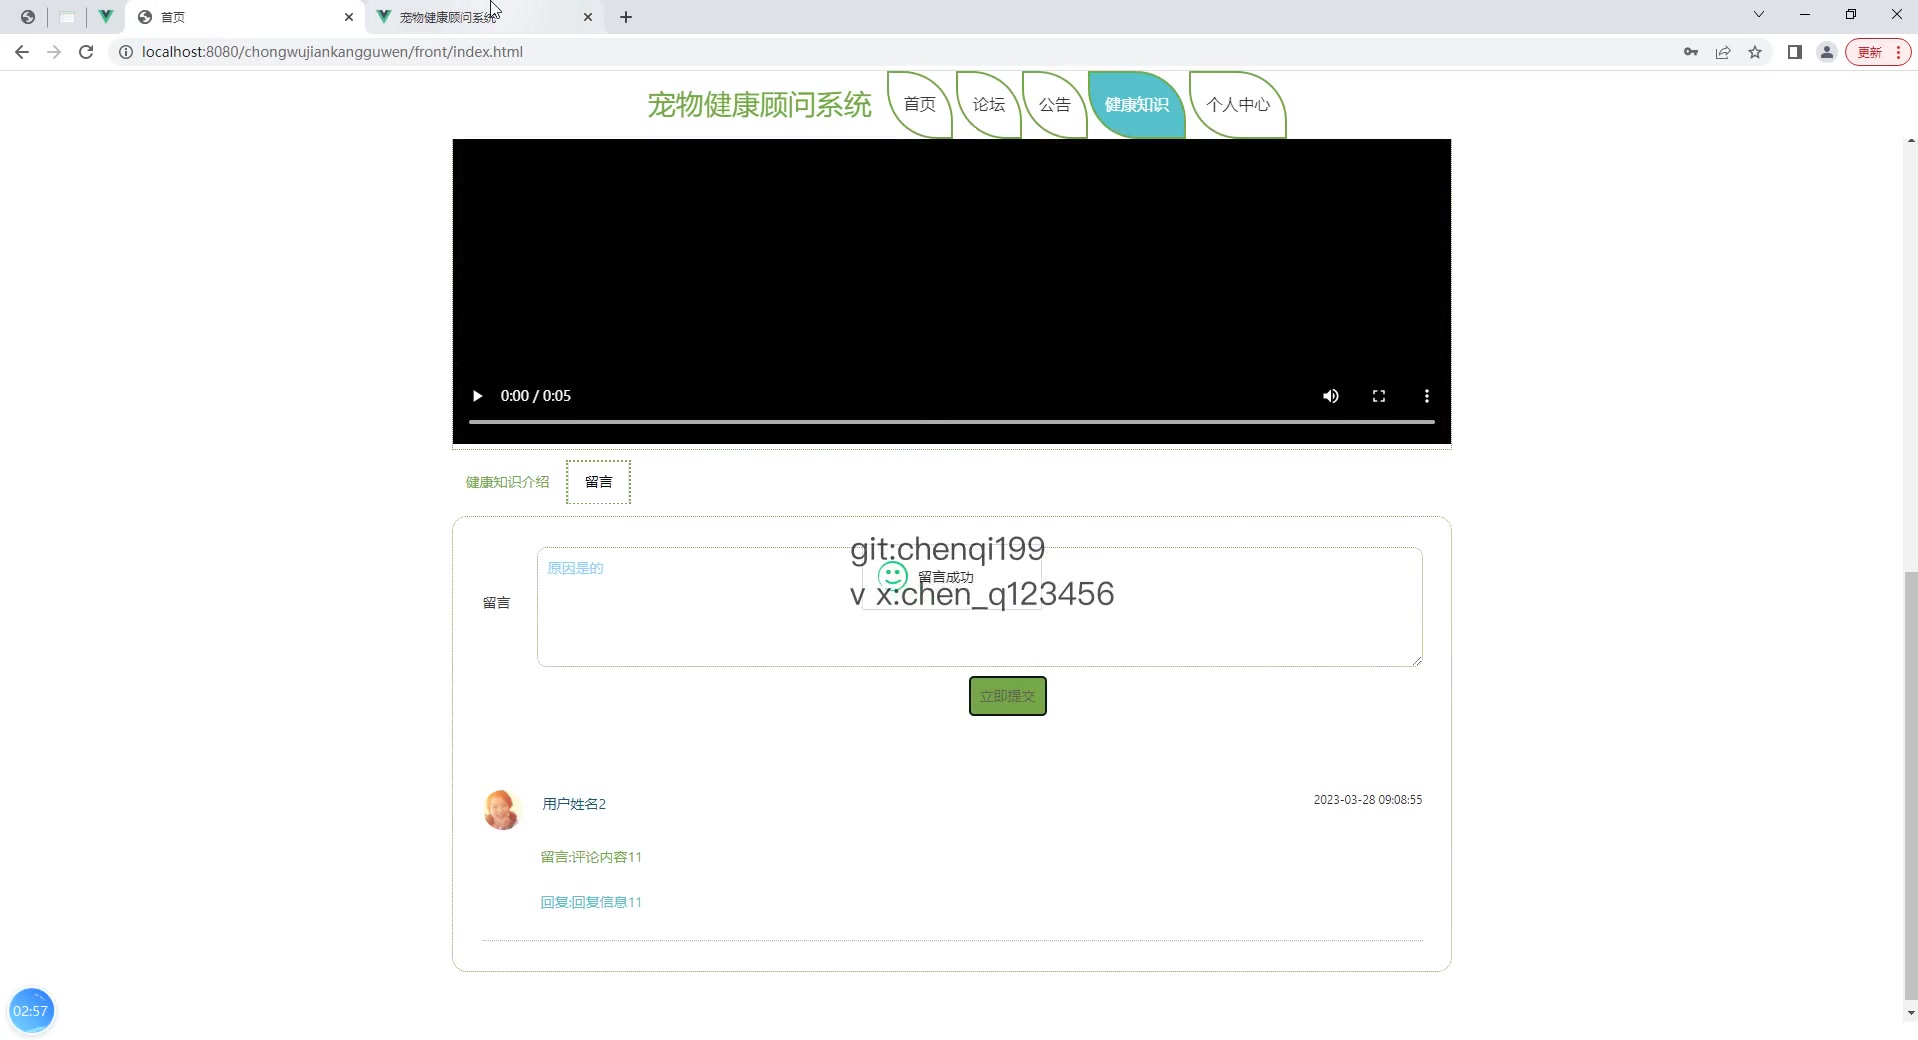 首页
宠物健康顾问系统
localhost:8080/chongwujiankangguwen/front/index.html
更新
宠物健康顾问系统
首页
论坛
公告
健康知识
个人中心
0:00 / 0:05
健康知识介绍
留言
git:chenqi199
原因是的
留言成功
v x:chen_q123456
留言
立即提交
用户姓名2
2023-03-28 09:08:55
留言:评论内容11
回复:回复信息11
02:57